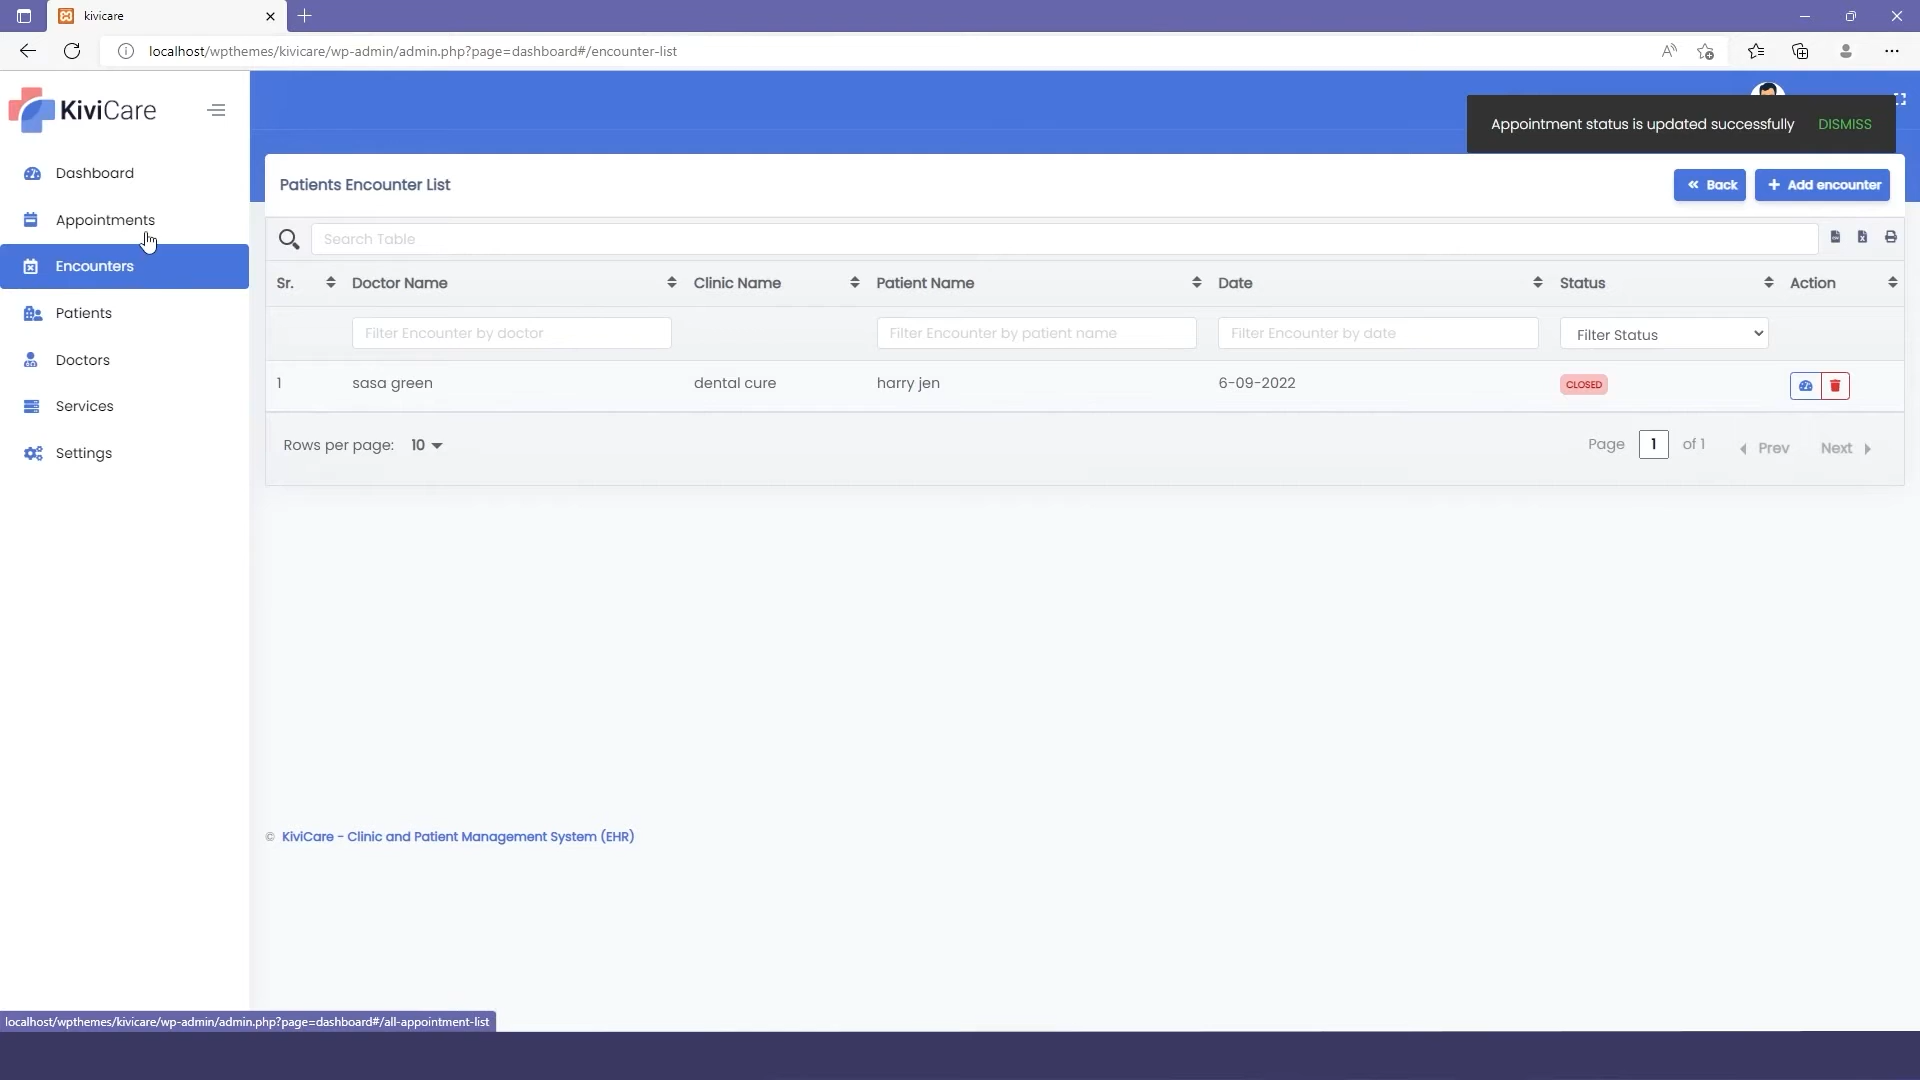 kivicare
localhost/wpthemes/kivicare/wp-admin/admin.php?page=dashboard#/encounter-list
KiviCare
Appointment status is updated successfully DISMISS
Dashboard
Appointments
Encounters
Patients
Doctors
Services
Settings
Patients Encounter List
Back
Add encounter
Search Table
Sr. Doctor Name Clinic Name Patient Name Date Status Action
Filter Encounter by doctor Filter Encounter by patient name Filter Encounter by date Filter Status
1 sasa green dental cure harry jen 6-09-2022 CLOSED
Rows per page: 10 Page 1 of 1 Prev Next
© KiviCare - Clinic and Patient Management System (EHR)
localhost/wpthemes/kivicare/wp-admin/admin.php?page=dashboard#/all-appointment-list